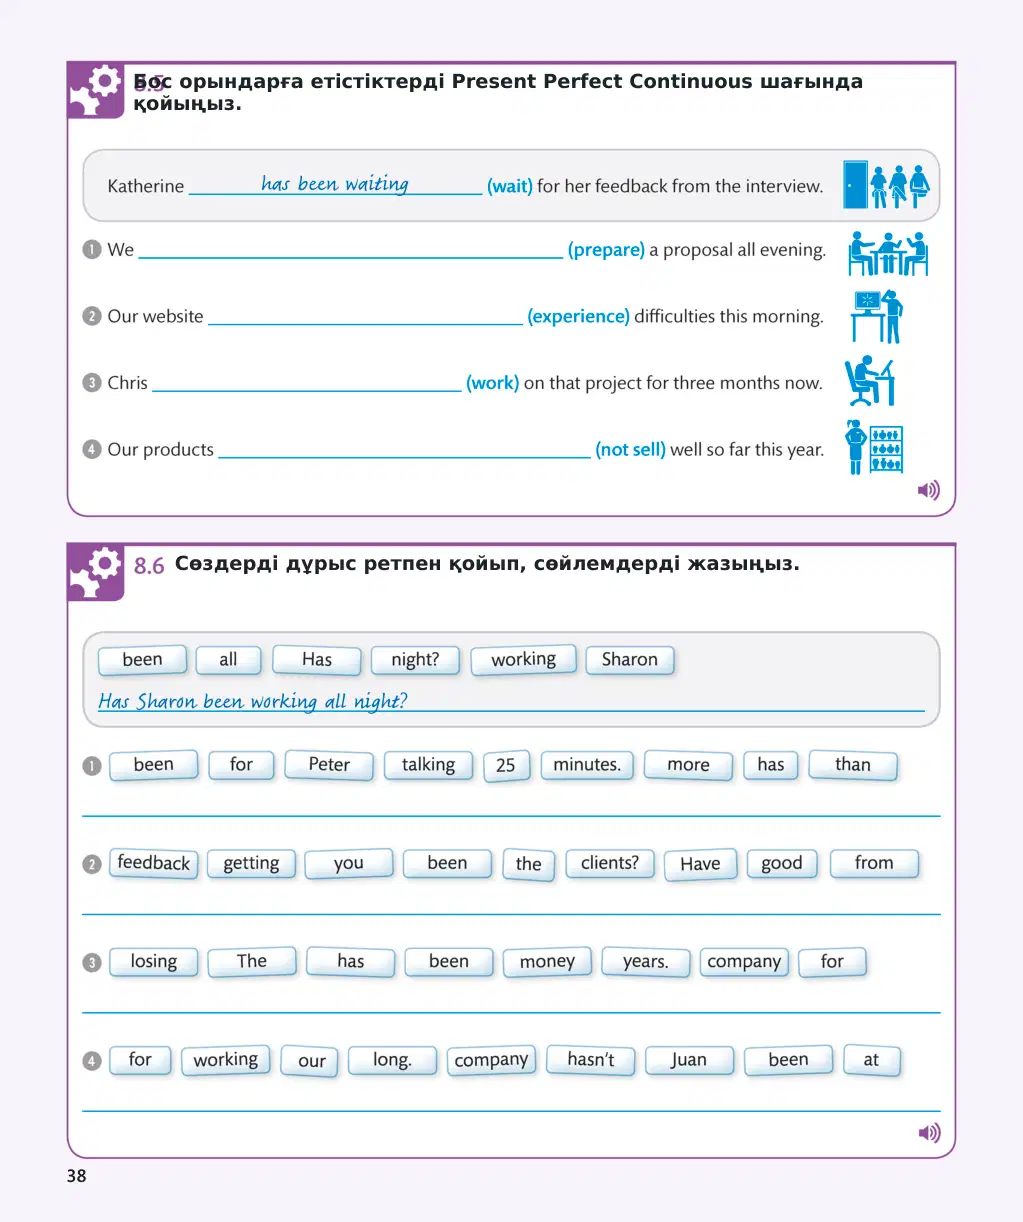 8.5 Бос орындарға етістіктерді Present Perfect Continuous шағында
қойыңыз.
Katherine has been waiting (wait) for her feedback from the interview.
1 We (prepare) a proposal all evening.
2 Our website (experience) difficulties this morning.
3 Chris (work) on that project for three months now.
4 Our products (not sell) well so far this year.
8.6 Сөздерді дұрыс ретпен қойып, сөйлемдерді жазыңыз.
been all Has night? working Sharon
Has Sharon been working all night?
1 been for Peter talking 25 minutes. more has than
2 feedback getting you been the clients? Have good from
3 losing The has been money years. company for
4 for working our long. company hasn't Juan been at
38